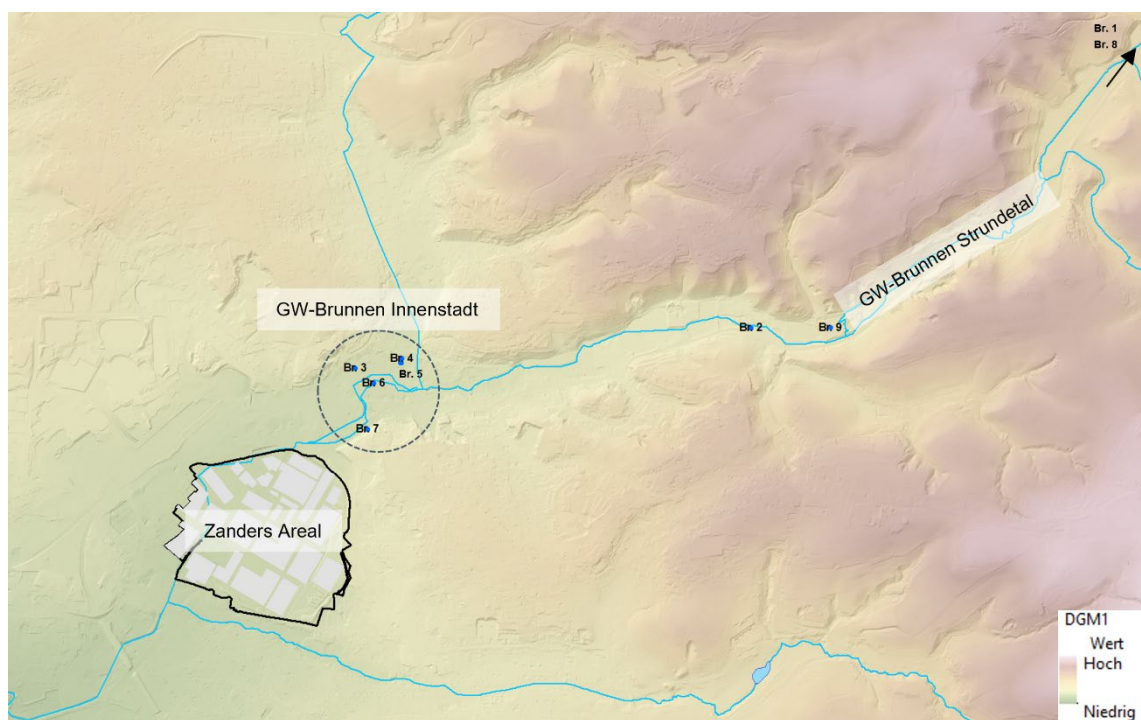 Br. 1
Br. 8
GW-Brunnen Strundetal
GW-Brunnen Innenstadt
Br. 2
Br. 9
Br. 4
Br. 3
Br. 5
Br. 6
Br. 7
Zanders Areal
DGM1
Wert
Hoch
Niedrig